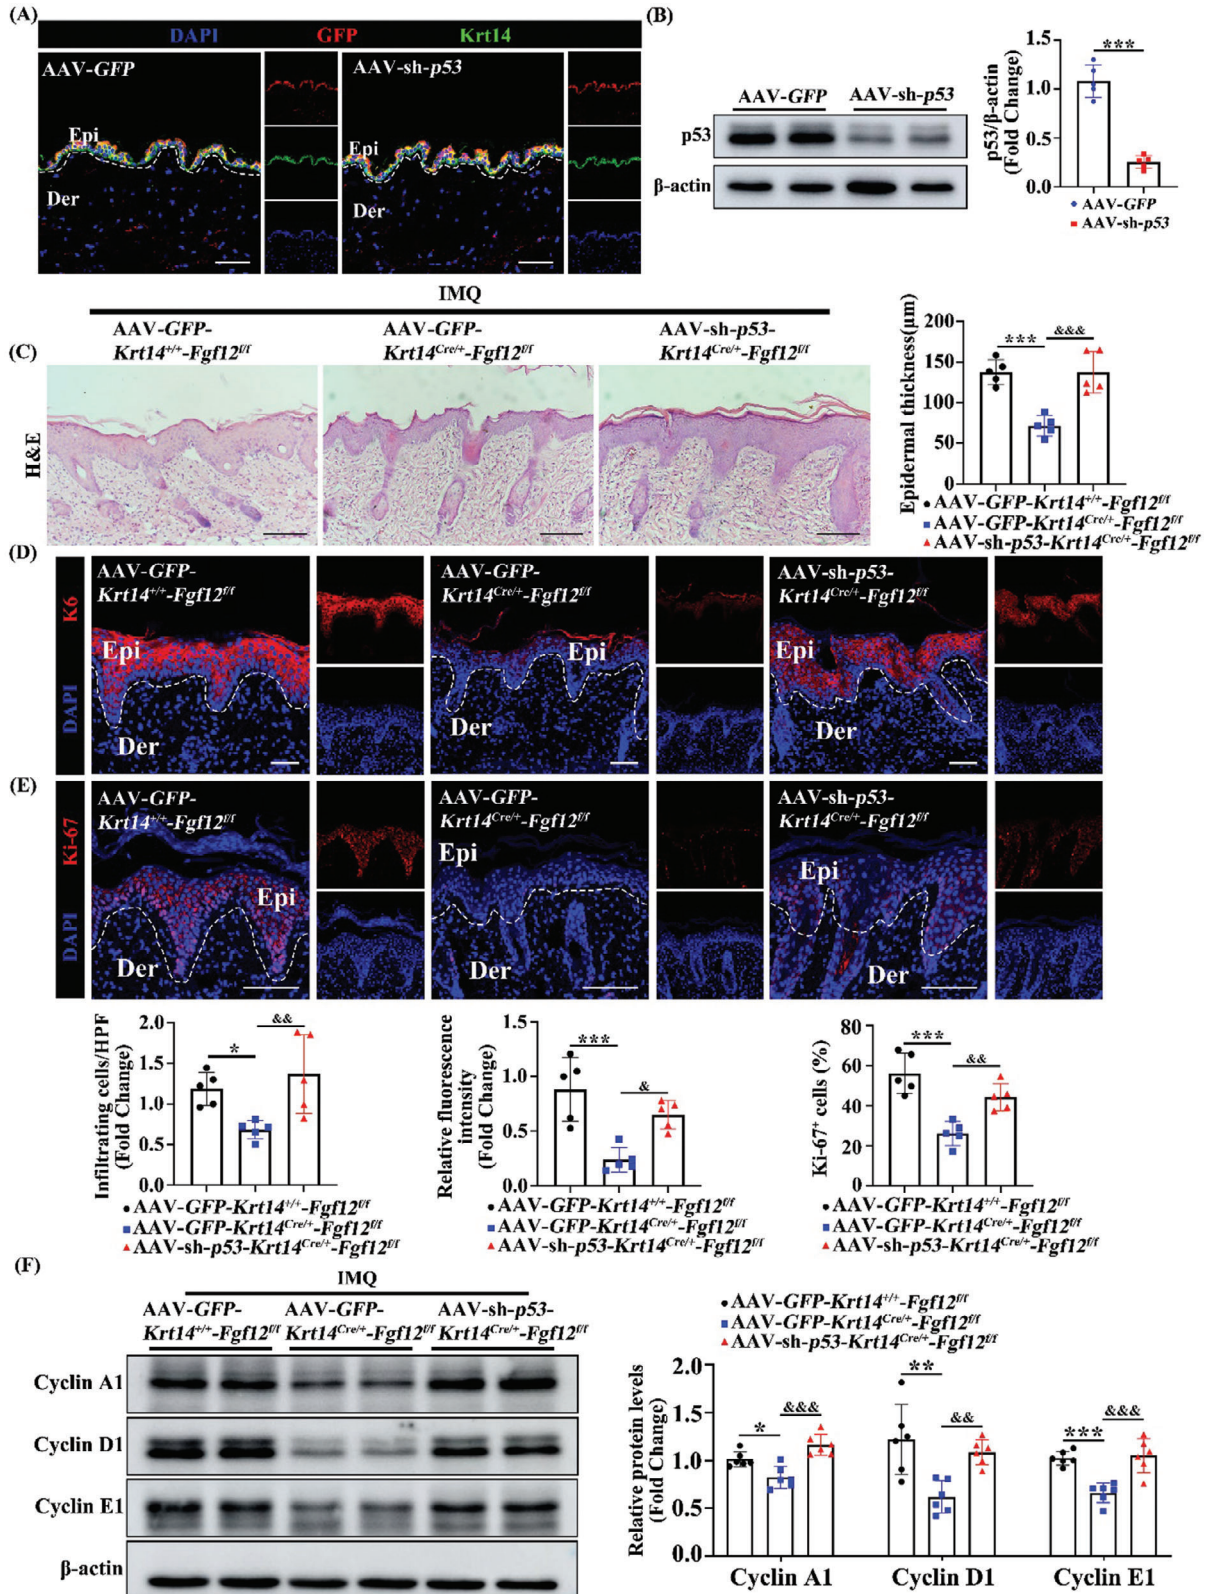 (A)
DAPI GFP Krt14
AAV-GFP
AAV-sh-p53
Epi
Epi
Der
Der
(B)
AAV-GFP AAV-sh-p53
p53
β-actin
p53/β-actin
(Fold Change)
1.5
1.0
0.5
0.0
***
AAV-GFP
AAV-sh-p53
IMQ
(C)
AAV-GFP-
Krt14+/+-Fgf12f/f
AAV-GFP-
Krt14Cre/+-Fgf12f/f
AAV-sh-p53-
Krt14Cre/+-Fgf12f/f
H&E
Epidermal thickness(μm)
200
150
100
50
0
*** &&&
AAV-GFP-Krt14+/+-Fgf12f/f
AAV-GFP-Krt14Cre/+-Fgf12f/f
AAV-sh-p53-Krt14Cre/+-Fgf12f/f
(D)
K6
DAPI
AAV-GFP-
Krt14+/+-Fgf12f/f
Epi
Der
AAV-GFP-
Krt14Cre/+-Fgf12f/f
Epi
Der
AAV-sh-p53-
Krt14Cre/+-Fgf12f/f
Epi
Der
(E)
Ki-67
DAPI
AAV-GFP-
Krt14+/+-Fgf12f/f
Epi
Der
AAV-GFP-
Krt14Cre/+-Fgf12f/f
Epi
Der
AAV-sh-p53-
Krt14Cre/+-Fgf12f/f
Epi
Der
Infiltrating cells/HPF
(Fold Change)
2.0
1.5
1.0
0.5
0.0
* &&
AAV-GFP-Krt14+/+-Fgf12f/f
AAV-GFP-Krt14Cre/+-Fgf12f/f
AAV-sh-p53-Krt14Cre/+-Fgf12f/f
Relative fluorescence
intensity
(Fold Change)
1.5
1.0
0.5
0.0
*** &
AAV-GFP-Krt14+/+-Fgf12f/f
AAV-GFP-Krt14Cre/+-Fgf12f/f
AAV-sh-p53-Krt14Cre/+-Fgf12f/f
Ki-67+ cells (%)
80
60
40
20
0
*** &&
AAV-GFP-Krt14+/+-Fgf12f/f
AAV-GFP-Krt14Cre/+-Fgf12f/f
AAV-sh-p53-Krt14Cre/+-Fgf12f/f
(F)
IMQ
AAV-GFP-
Krt14+/+-Fgf12f/f
AAV-GFP-
Krt14Cre/+-Fgf12f/f
AAV-sh-p53-
Krt14Cre/+-Fgf12f/f
Cyclin A1
Cyclin D1
Cyclin E1
β-actin
AAV-GFP-Krt14+/+-Fgf12f/f
AAV-GFP-Krt14Cre/+-Fgf12f/f
AAV-sh-p53-Krt14Cre/+-Fgf12f/f
Relative protein levels
(Fold Change)
2.0
1.5
1.0
0.5
0.0
* &&& ** && *** &&&
Cyclin A1 Cyclin D1 Cyclin E1